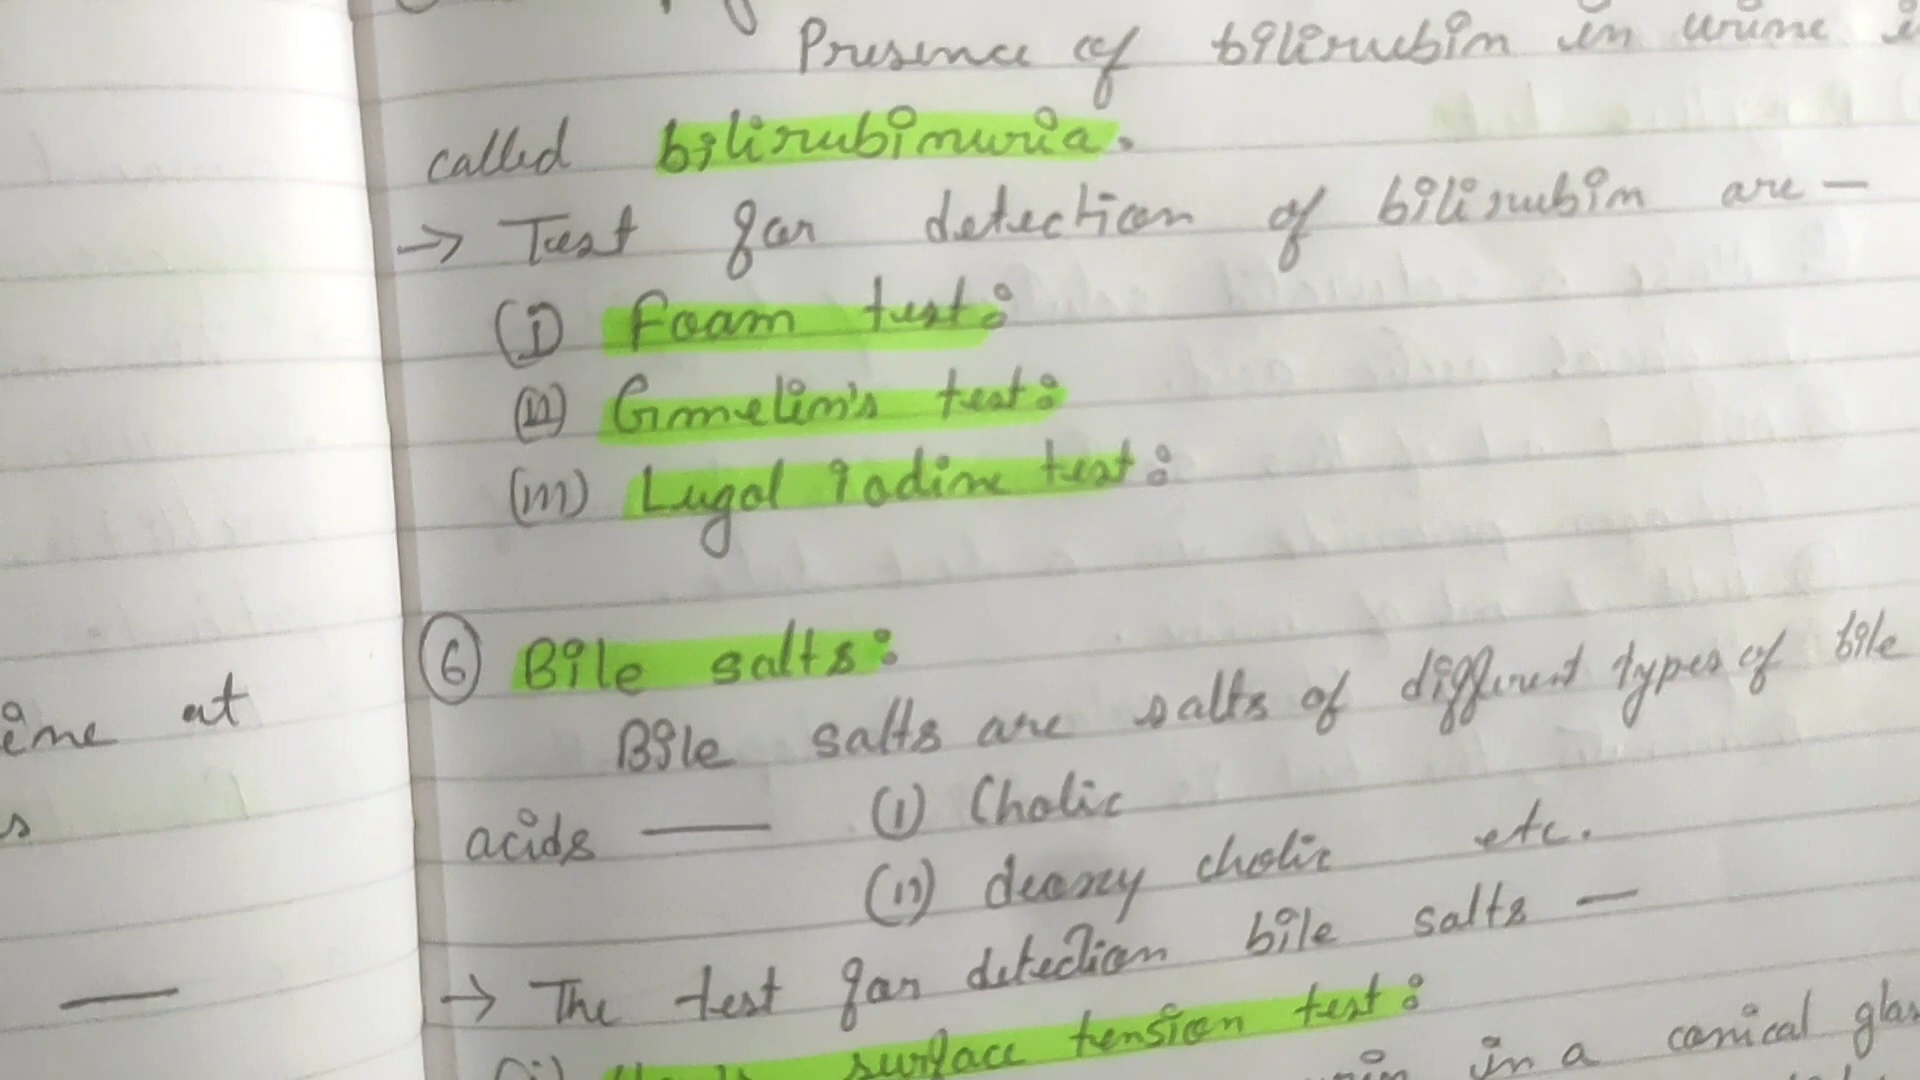 Presence of bilirubin in urine
called bilirubinuria.
→ Test for detection of bilirubin are —
(i) Foam test:
(ii) Gmelin's test:
(iii) Lugol iodine test:
6 Bile salts:
Bile salts are salts of different types of bile
acids — (i) Cholic
(ii) deoxy cholic etc.
→ The test for detection bile salts —
surface tension test:
in a conical
at